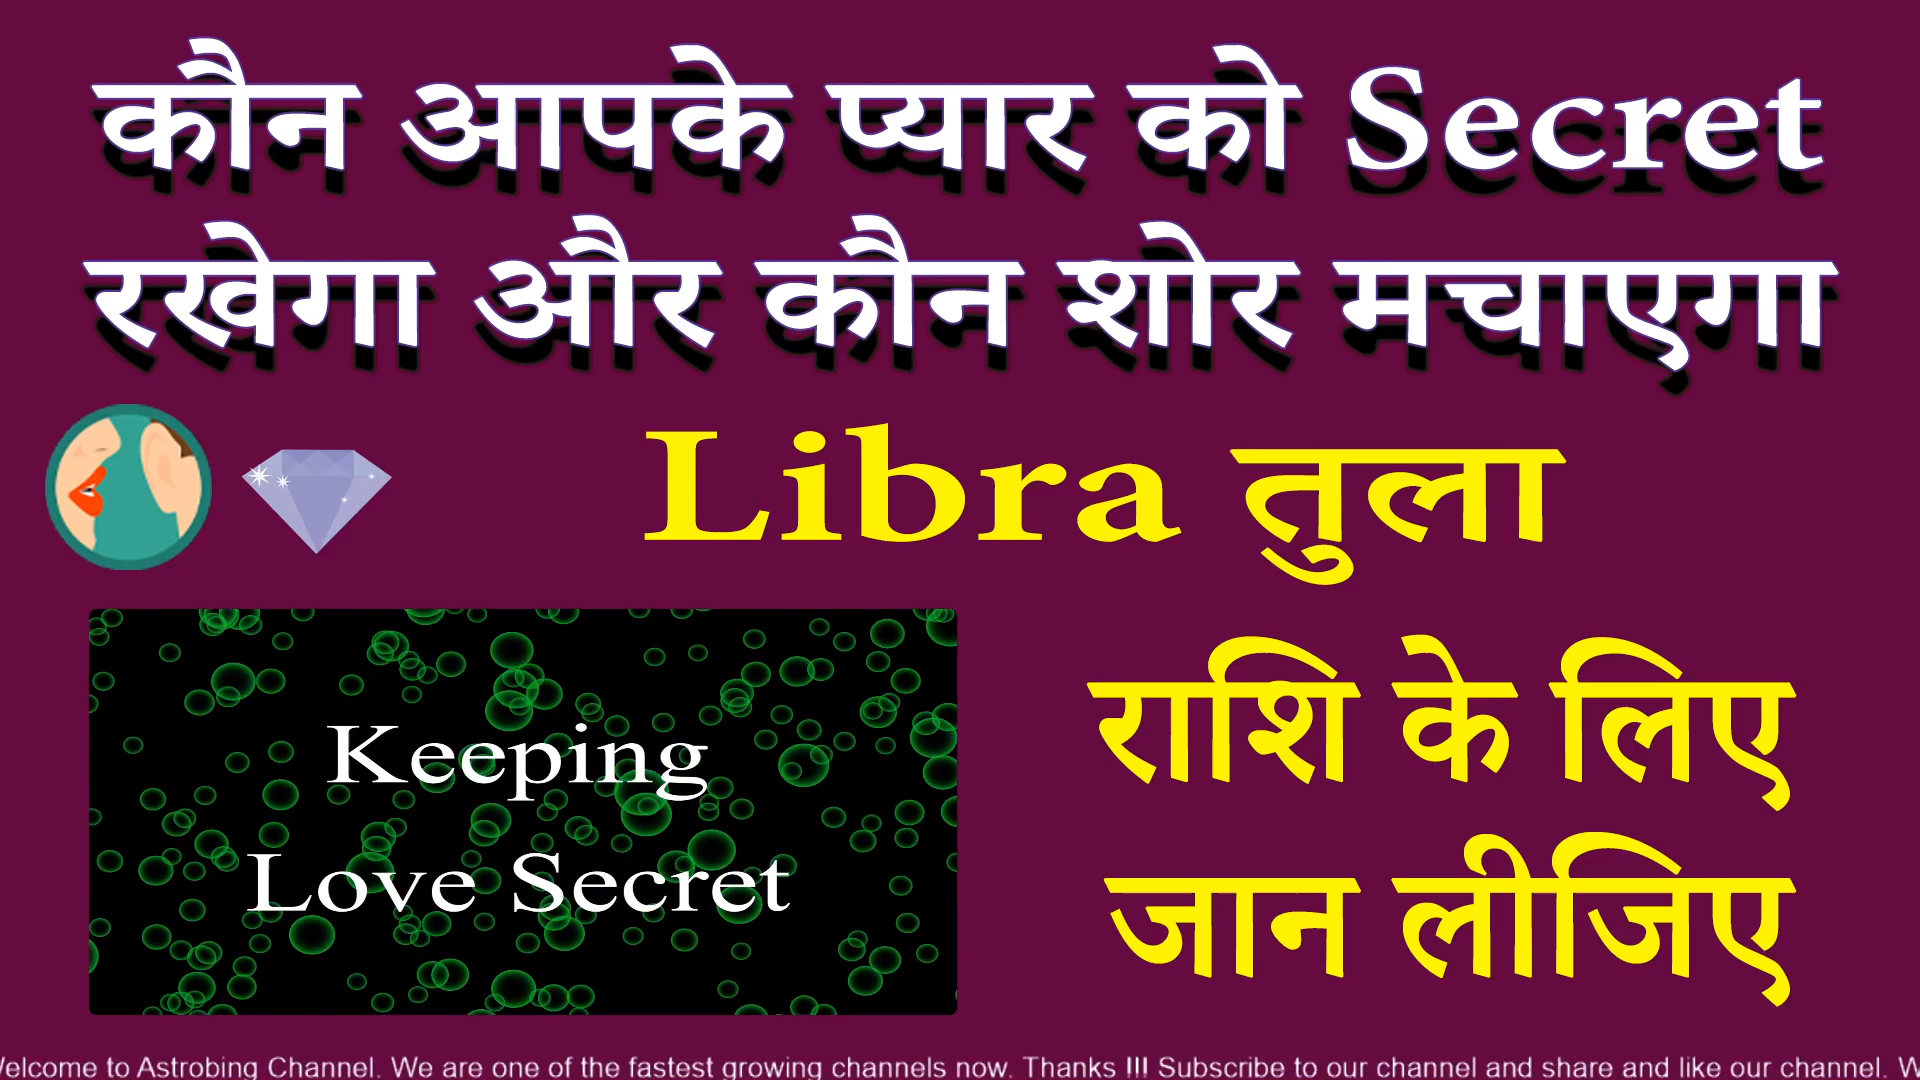 कौन आपके प्यार को Secret
रखेगा और कौन शोर मचाएगा
Libra तुला
राशि के लिए
जान लीजिए
Keeping
Love Secret
Welcome to Astrobing Channel. We are one of the fastest growing channels now. Thanks !!! Subscribe to our channel and share and like our channel. W